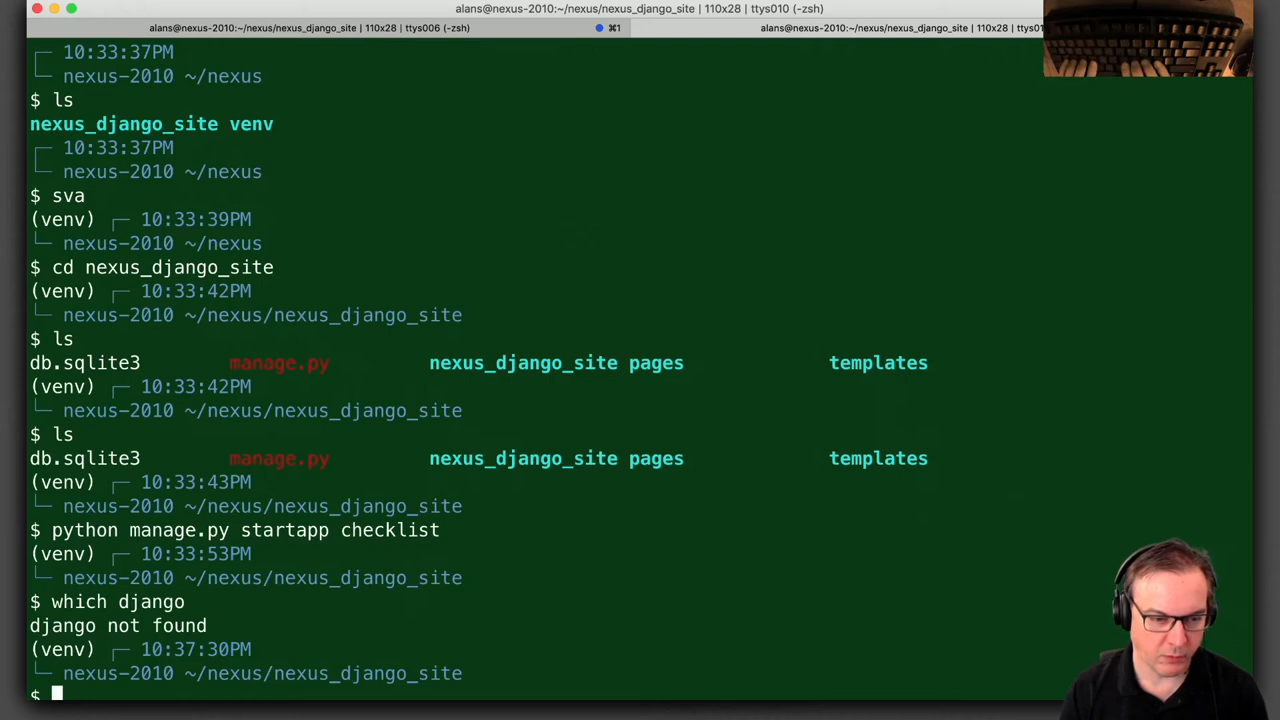 alans@nexus-2010:~/nexus/nexus_django_site | 110x28 | ttys010 (-zsh)
alans@nexus-2010:~/nexus/nexus_django_site | 110x28 | ttys006 (-zsh) ⌘1 alans@nexus-2010:~/nexus/nexus_django_site | 110x28 | ttys01
┌─ 10:33:37PM
└─ nexus-2010 ~/nexus
$ ls
nexus_django_site venv
┌─ 10:33:37PM
└─ nexus-2010 ~/nexus
$ sva
(venv) ┌─ 10:33:39PM
└─ nexus-2010 ~/nexus
$ cd nexus_django_site
(venv) ┌─ 10:33:42PM
└─ nexus-2010 ~/nexus/nexus_django_site
$ ls
db.sqlite3 manage.py nexus_django_site pages templates
(venv) ┌─ 10:33:42PM
└─ nexus-2010 ~/nexus/nexus_django_site
$ ls
db.sqlite3 manage.py nexus_django_site pages templates
(venv) ┌─ 10:33:43PM
└─ nexus-2010 ~/nexus/nexus_django_site
$ python manage.py startapp checklist
(venv) ┌─ 10:33:53PM
└─ nexus-2010 ~/nexus/nexus_django_site
$ which django
django not found
(venv) ┌─ 10:37:30PM
└─ nexus-2010 ~/nexus/nexus_django_site
$